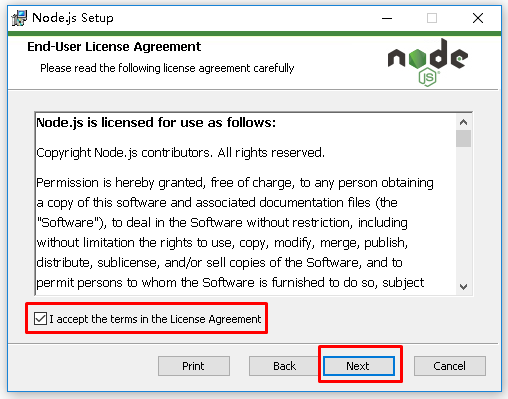 Node.js Setup
End-User License Agreement
Please read the following license agreement carefully
node
JS
Node.js is licensed for use as follows:
Copyright Node.js contributors. All rights reserved.
Permission is hereby granted, free of charge, to any person obtaining
a copy of this software and associated documentation files (the
"Software"), to deal in the Software without restriction, including
without limitation the rights to use, copy, modify, merge, publish,
distribute, sublicense, and/or sell copies of the Software, and to
permit persons to whom the Software is furnished to do so, subject
I accept the terms in the License Agreement
Print Back Next Cancel